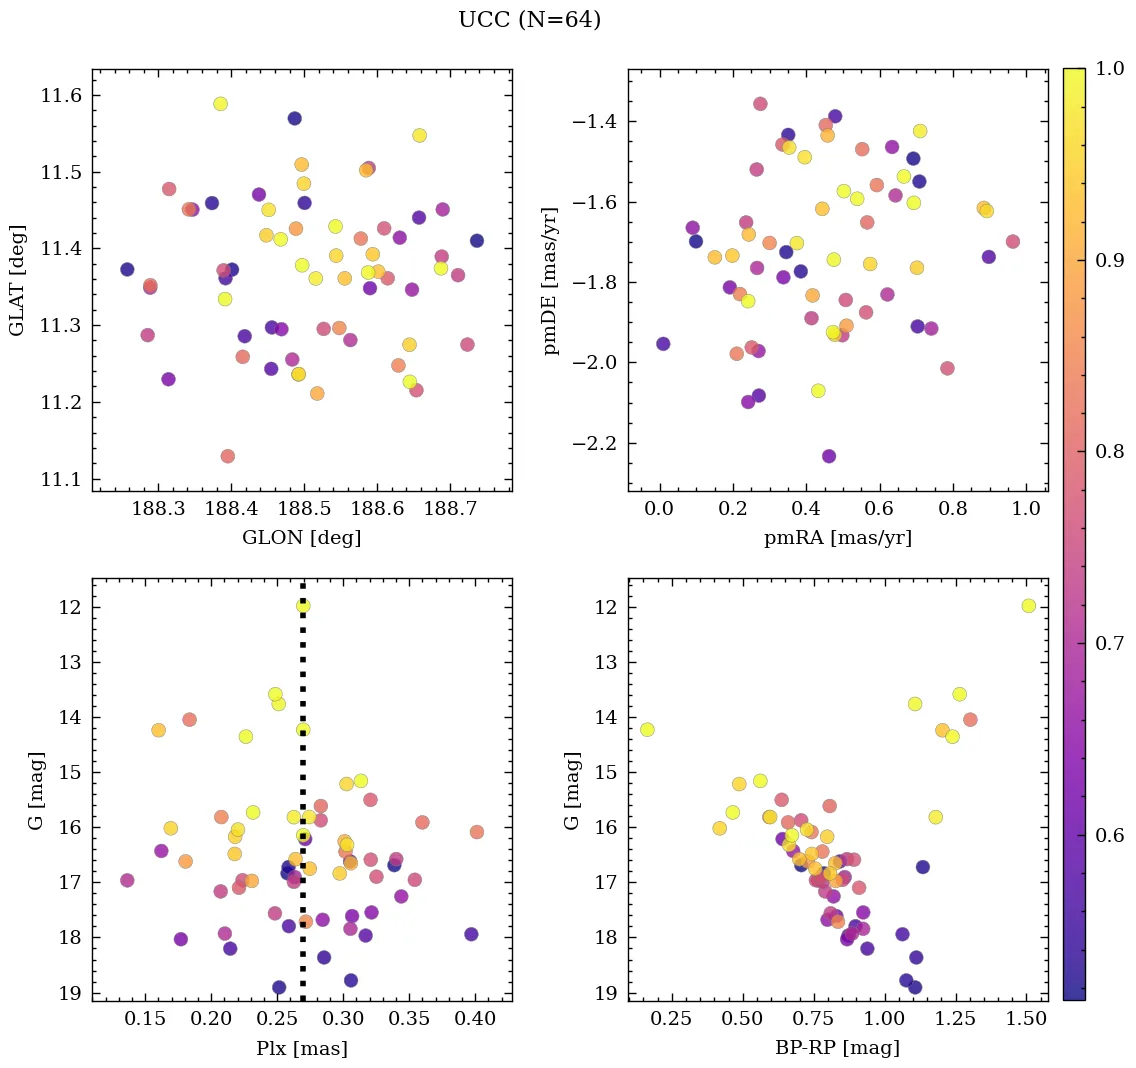 UCC (N=64)
11.6
11.5
11.4
11.3
11.2
11.1
GLAT [deg]
188.3 188.4 188.5 188.6 188.7
GLON [deg]
−1.4
−1.6
−1.8
−2.0
−2.2
pmDE [mas/yr]
0.0 0.2 0.4 0.6 0.8 1.0
pmRA [mas/yr]
12
13
14
15
16
17
18
19
G [mag]
0.15 0.20 0.25 0.30 0.35 0.40
Plx [mas]
12
13
14
15
16
17
18
19
G [mag]
0.25 0.50 0.75 1.00 1.25 1.50
BP-RP [mag]
1.0
0.9
0.8
0.7
0.6